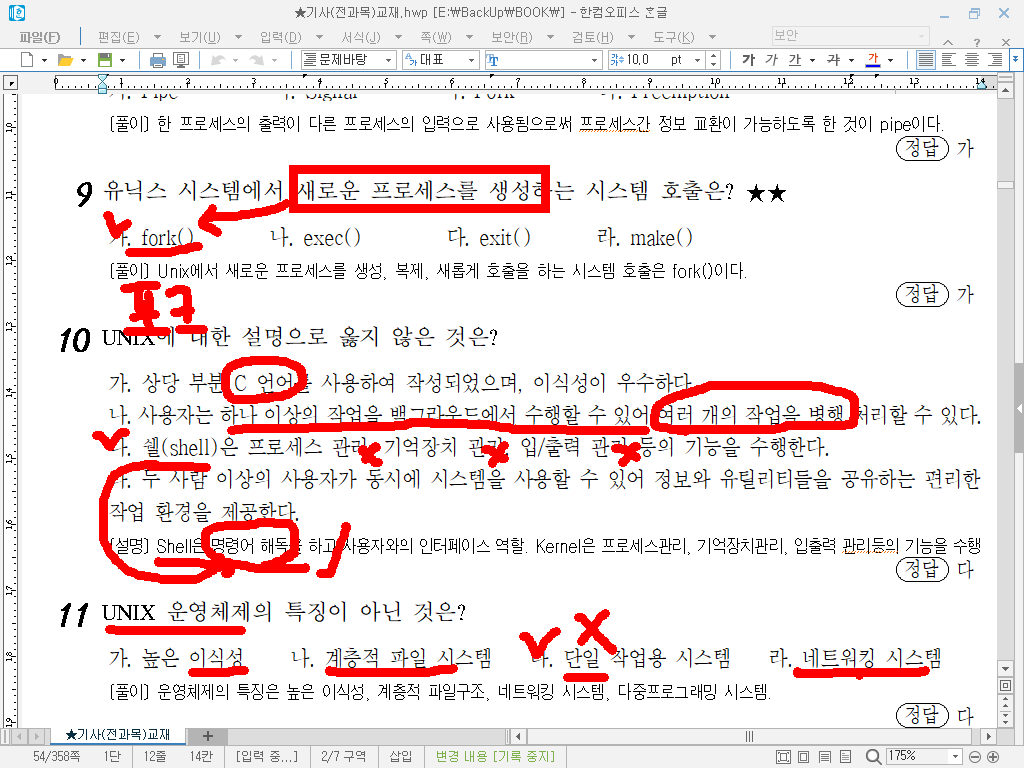 ★기사(전과목)교재.hwp [E:\BackUp\BOOK\] - 한컴오피스 한글
파일(F) 편집(E) 보기(U) 입력(D) 서식(J) 쪽(W) 보안(R) 검토(H) 도구(K) 보안
문제바탕 대표 10.0 pt 가 가 가 가 가
0 1 2 3 4 5 6 7 8 9 10 11 12 13 14
가. Pipe 나. Signal 다. Fork 라. Preemption
[풀이] 한 프로세스의 출력이 다른 프로세스의 입력으로 사용됨으로써 프로세스간 정보 교환이 가능하도록 한 것이 pipe이다.
정답 가
9 유닉스 시스템에서 새로운 프로세스를 생성하는 시스템 호출은? ★★
가. fork() 나. exec() 다. exit() 라. make()
[풀이] Unix에서 새로운 프로세스를 생성, 복제, 새롭게 호출을 하는 시스템 호출은 fork()이다.
정답 가
포크
10 UNIX에 대한 설명으로 옳지 않은 것은?
가. 상당 부분 C 언어를 사용하여 작성되었으며, 이식성이 우수하다.
나. 사용자는 하나 이상의 작업을 백그라운드에서 수행할 수 있어 여러 개의 작업을 병행 처리할 수 있다.
다. 쉘(shell)은 프로세스 관리, 기억장치 관리, 입/출력 관리 등의 기능을 수행한다.
라. 두 사람 이상의 사용자가 동시에 시스템을 사용할 수 있어 정보와 유틸리티들을 공유하는 편리한
작업 환경을 제공한다.
[설명] Shell은 명령어 해독을 하고 사용자와의 인터페이스 역할. Kernel은 프로세스관리, 기억장치관리, 입출력 관리등의 기능을 수행
정답 다
11 UNIX 운영체제의 특징이 아닌 것은?
가. 높은 이식성 나. 계층적 파일 시스템 다. 단일 작업용 시스템 라. 네트워킹 시스템
[풀이] 운영체제의 특징은 높은 이식성, 계층적 파일구조, 네트워킹 시스템, 다중프로그래밍 시스템.
정답 다
★기사(전과목)교재
54/358쪽 1단 12줄 14칸 [입력 중...] 2/7 구역 삽입 변경 내용 [기록 중지] 175%